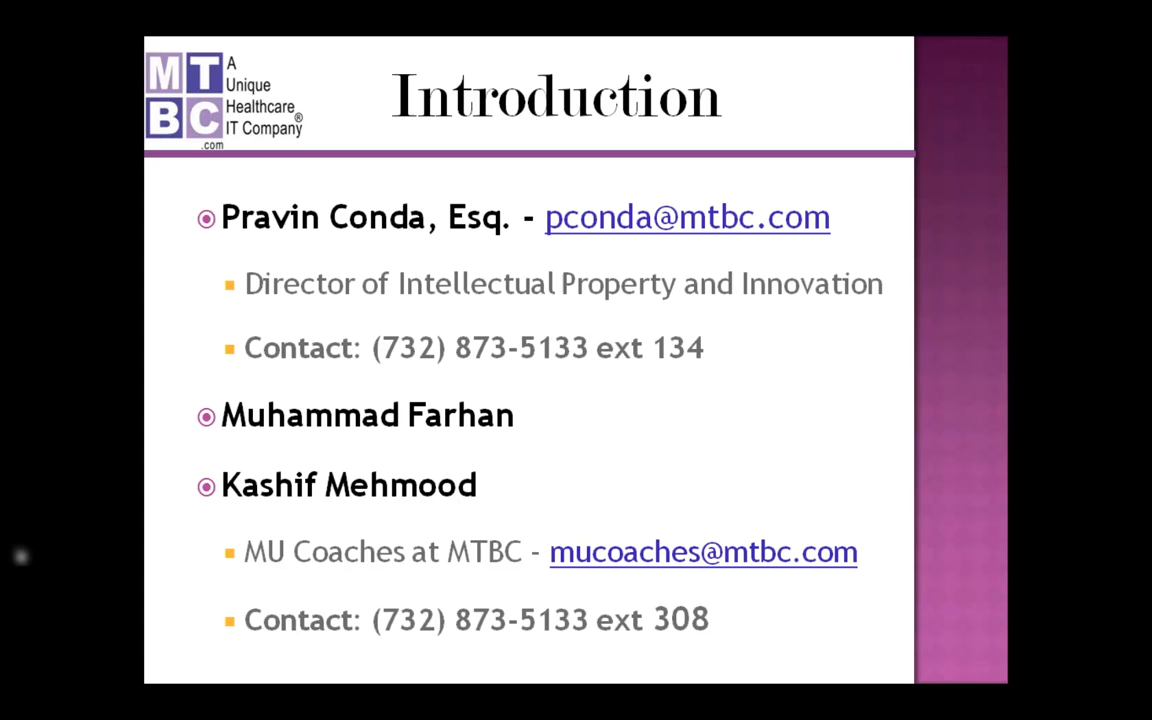 MT
BC
A
Unique
Healthcare
IT Company®
.com
Introduction
Pravin Conda, Esq. - pconda@mtbc.com
Director of Intellectual Property and Innovation
Contact: (732) 873-5133 ext 134
Muhammad Farhan
Kashif Mehmood
MU Coaches at MTBC - mucoaches@mtbc.com
Contact: (732) 873-5133 ext 308